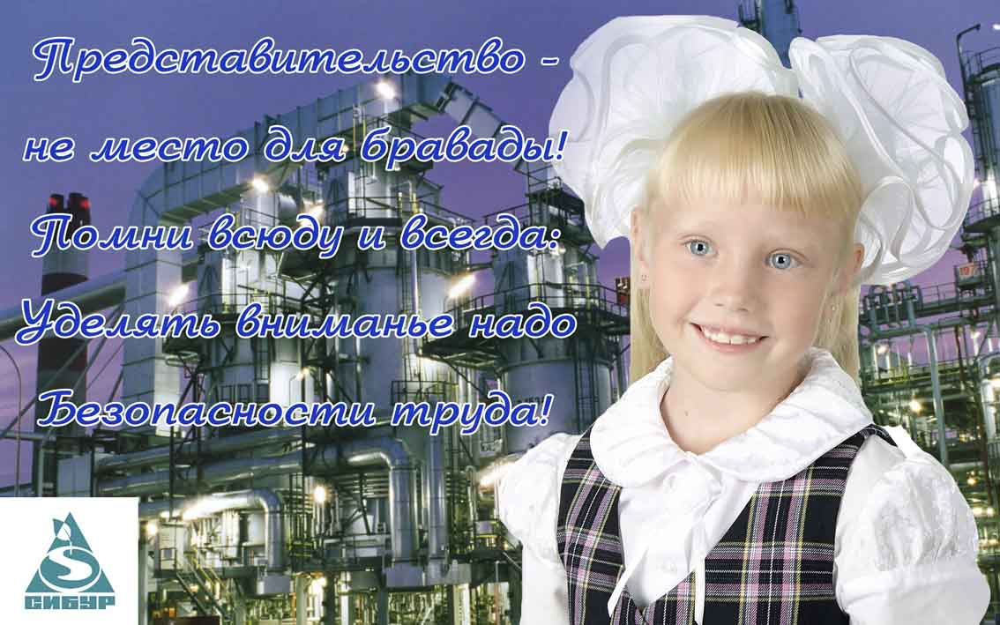 Представительство -
не место для бравады!
Помни всюду и всегда:
Уделять вниманье надо
Безопасности труда!
СИБУР